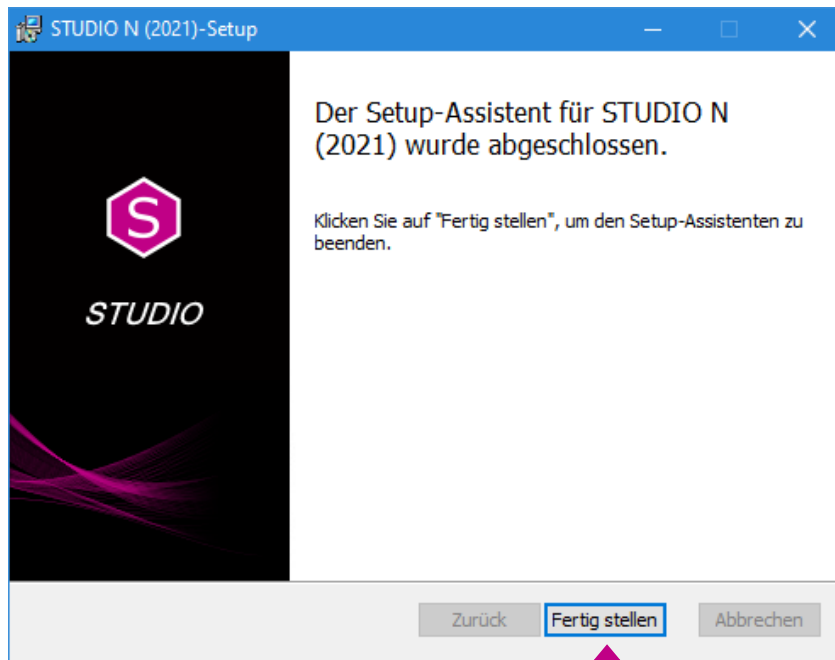 STUDIO N (2021)-Setup
Der Setup-Assistent für STUDIO N
(2021) wurde abgeschlossen.
Klicken Sie auf "Fertig stellen", um den Setup-Assistenten zu
beenden.
S
STUDIO
Zurück Fertig stellen Abbrechen